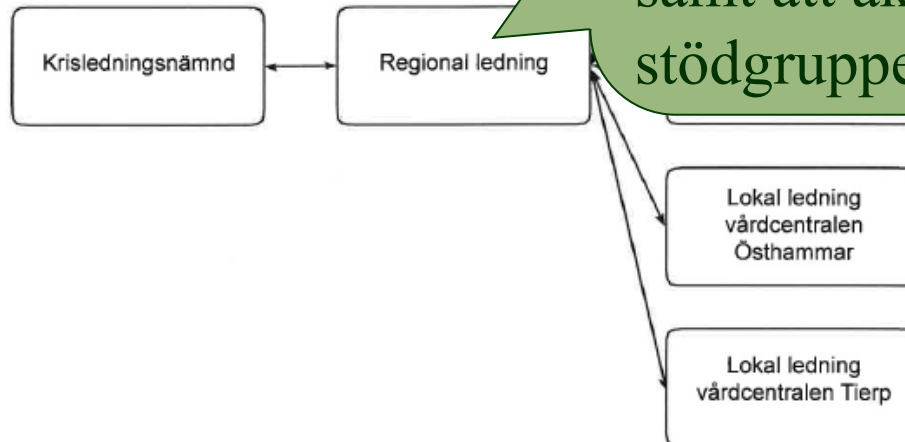 stödgruppe
Krisledningsnämnd
Regional ledning
Lokal ledning
vårdcentralen
Östhammar
Lokal ledning
vårdcentralen Tierp